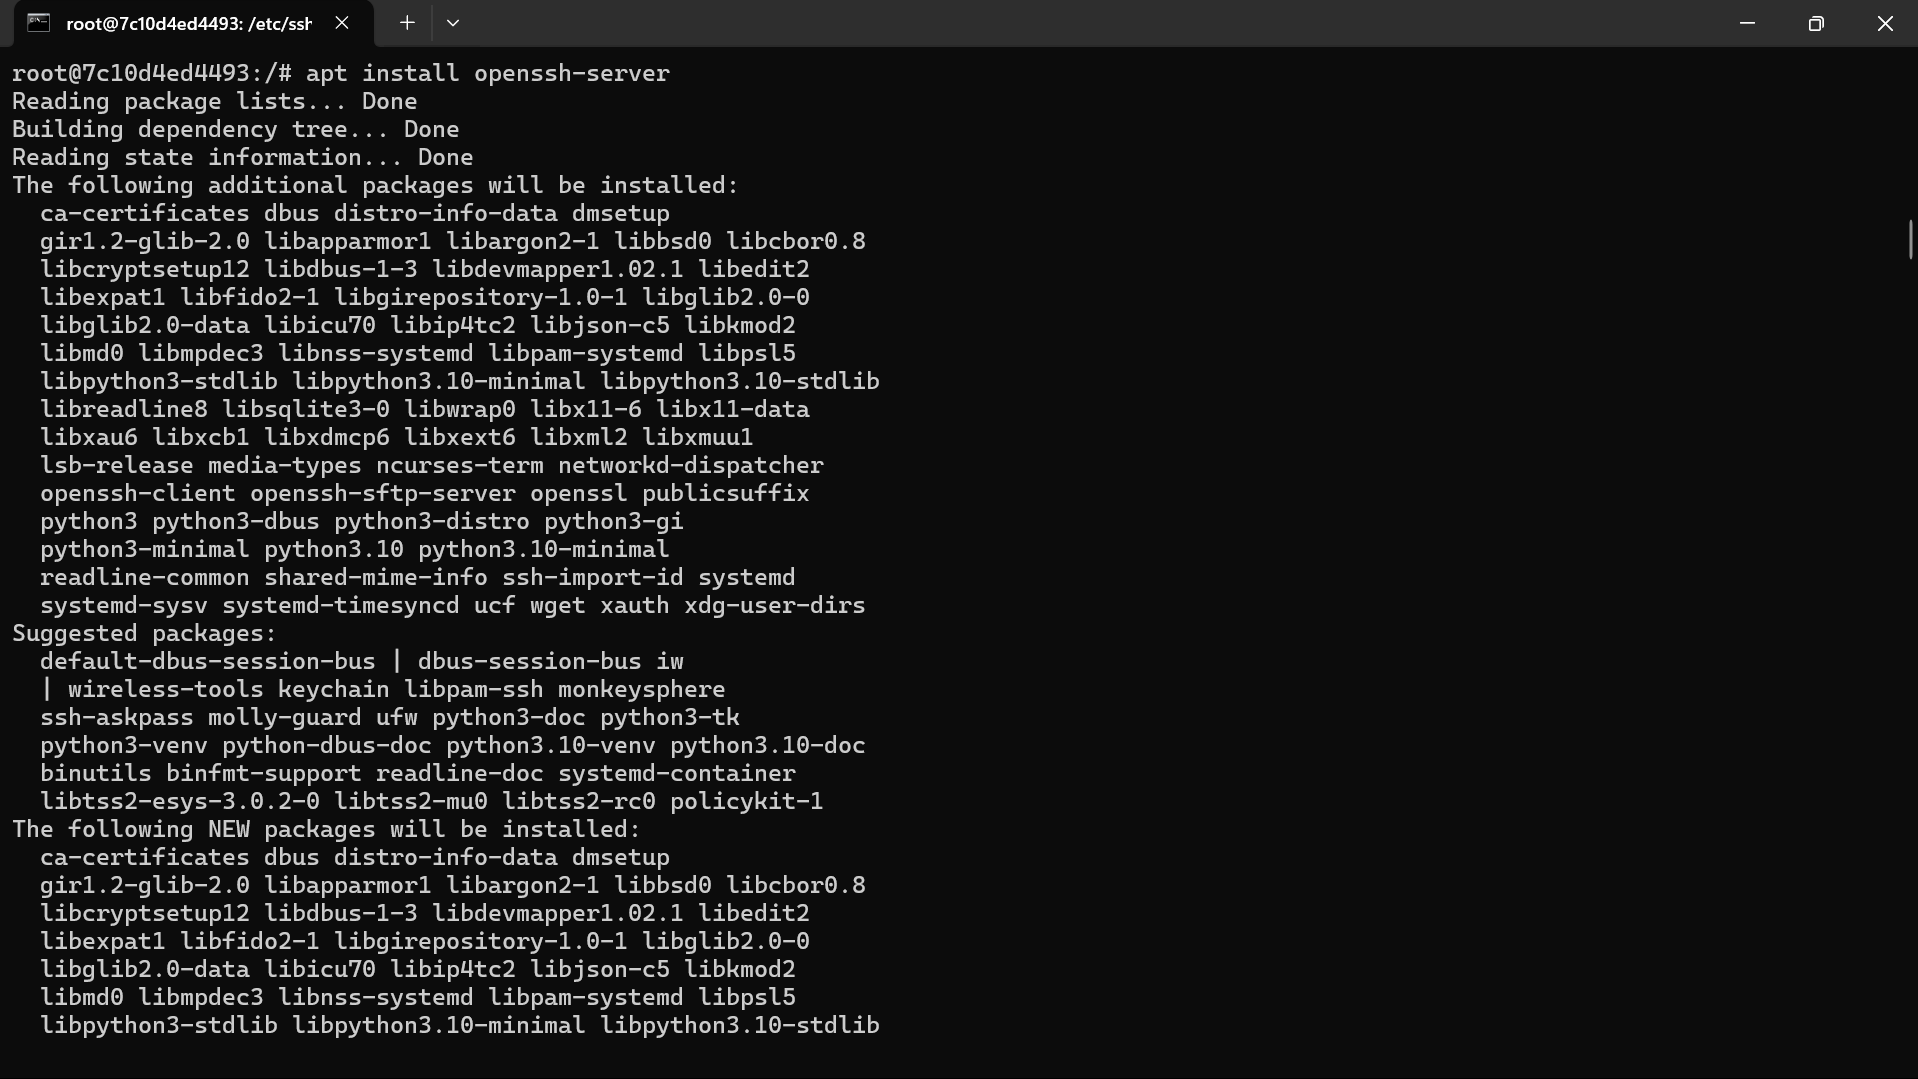 root@7c10d4ed4493: /etc/ssh
root@7c10d4ed4493:/# apt install openssh-server
Reading package lists... Done
Building dependency tree... Done
Reading state information... Done
The following additional packages will be installed:
  ca-certificates dbus distro-info-data dmsetup
  gir1.2-glib-2.0 libapparmor1 libargon2-1 libbsd0 libcbor0.8
  libcryptsetup12 libdbus-1-3 libdevmapper1.02.1 libedit2
  libexpat1 libfido2-1 libgirepository-1.0-1 libglib2.0-0
  libglib2.0-data libicu70 libip4tc2 libjson-c5 libkmod2
  libmd0 libmpdec3 libnss-systemd libpam-systemd libpsl5
  libpython3-stdlib libpython3.10-minimal libpython3.10-stdlib
  libreadline8 libsqlite3-0 libwrap0 libx11-6 libx11-data
  libxau6 libxcb1 libxdmcp6 libxext6 libxml2 libxmuu1
  lsb-release media-types ncurses-term networkd-dispatcher
  openssh-client openssh-sftp-server openssl publicsuffix
  python3 python3-dbus python3-distro python3-gi
  python3-minimal python3.10 python3.10-minimal
  readline-common shared-mime-info ssh-import-id systemd
  systemd-sysv systemd-timesyncd ucf wget xauth xdg-user-dirs
Suggested packages:
  default-dbus-session-bus | dbus-session-bus iw
  | wireless-tools keychain libpam-ssh monkeysphere
  ssh-askpass molly-guard ufw python3-doc python3-tk
  python3-venv python-dbus-doc python3.10-venv python3.10-doc
  binutils binfmt-support readline-doc systemd-container
  libtss2-esys-3.0.2-0 libtss2-mu0 libtss2-rc0 policykit-1
The following NEW packages will be installed:
  ca-certificates dbus distro-info-data dmsetup
  gir1.2-glib-2.0 libapparmor1 libargon2-1 libbsd0 libcbor0.8
  libcryptsetup12 libdbus-1-3 libdevmapper1.02.1 libedit2
  libexpat1 libfido2-1 libgirepository-1.0-1 libglib2.0-0
  libglib2.0-data libicu70 libip4tc2 libjson-c5 libkmod2
  libmd0 libmpdec3 libnss-systemd libpam-systemd libpsl5
  libpython3-stdlib libpython3.10-minimal libpython3.10-stdlib